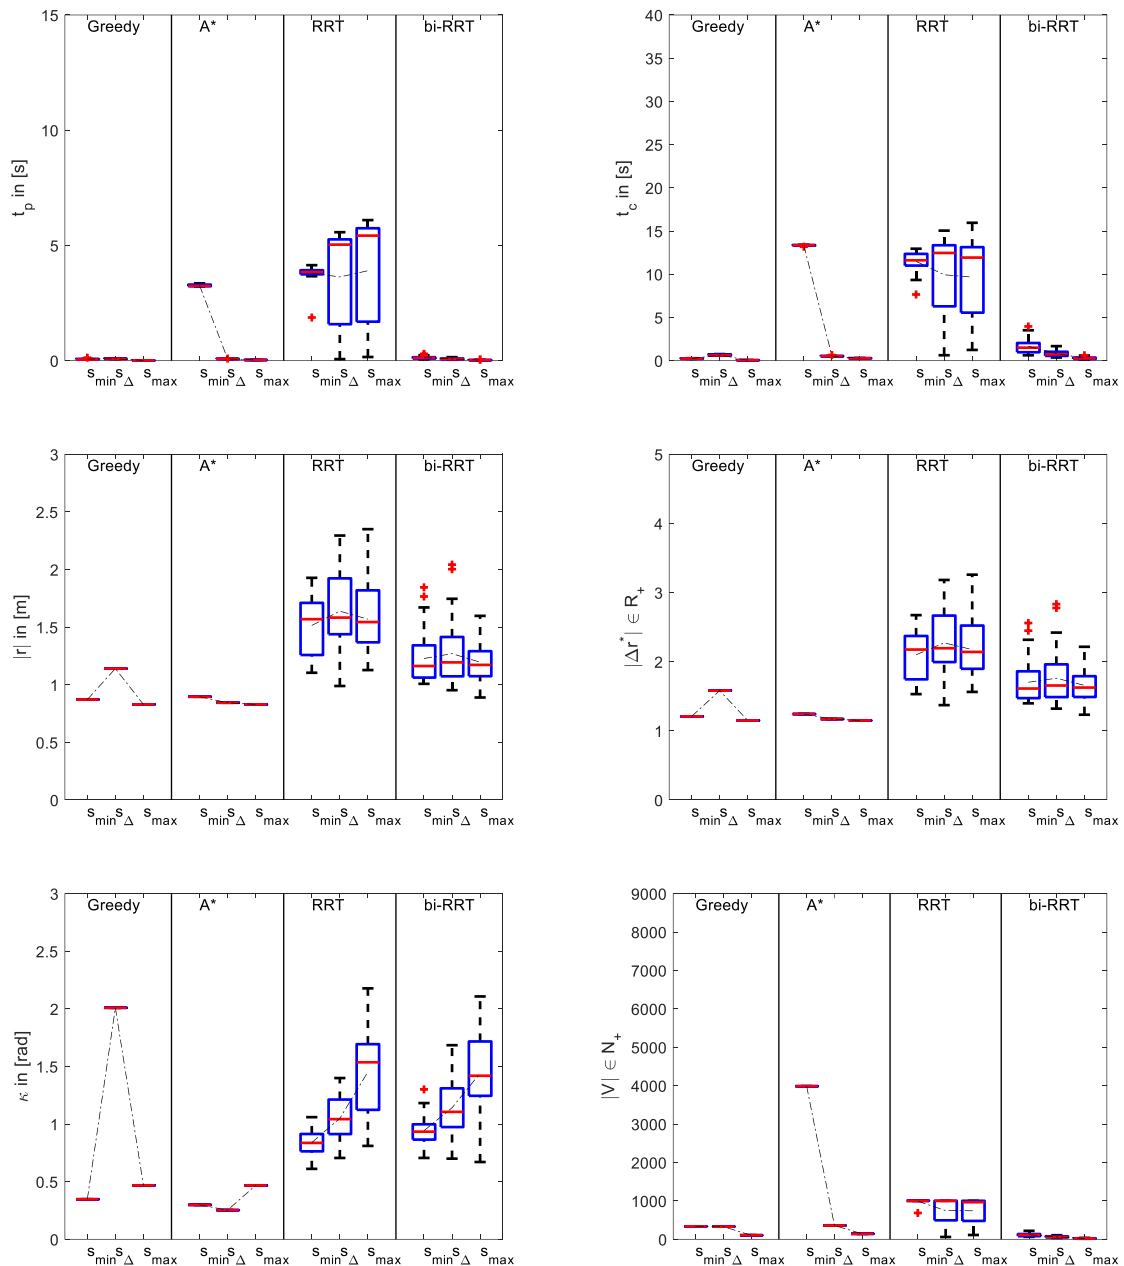 15
10
5
0
t_p in [s]
Greedy A* RRT bi-RRT
s_min s_Δ s_max s_min s_Δ s_max s_min s_Δ s_max s_min s_Δ s_max
40
35
30
25
20
15
10
5
0
t_c in [s]
Greedy A* RRT bi-RRT
s_min s_Δ s_max s_min s_Δ s_max s_min s_Δ s_max s_min s_Δ s_max
3
2.5
2
1.5
1
0.5
0
|r| in [m]
Greedy A* RRT bi-RRT
s_min s_Δ s_max s_min s_Δ s_max s_min s_Δ s_max s_min s_Δ s_max
5
4
3
2
1
0
|Δr*| ∈ R_+
Greedy A* RRT bi-RRT
s_min s_Δ s_max s_min s_Δ s_max s_min s_Δ s_max s_min s_Δ s_max
3
2.5
2
1.5
1
0.5
0
κ in [rad]
Greedy A* RRT bi-RRT
s_min s_Δ s_max s_min s_Δ s_max s_min s_Δ s_max s_min s_Δ s_max
9000
8000
7000
6000
5000
4000
3000
2000
1000
0
|V| ∈ N_+
Greedy A* RRT bi-RRT
s_min s_Δ s_max s_min s_Δ s_max s_min s_Δ s_max s_min s_Δ s_max